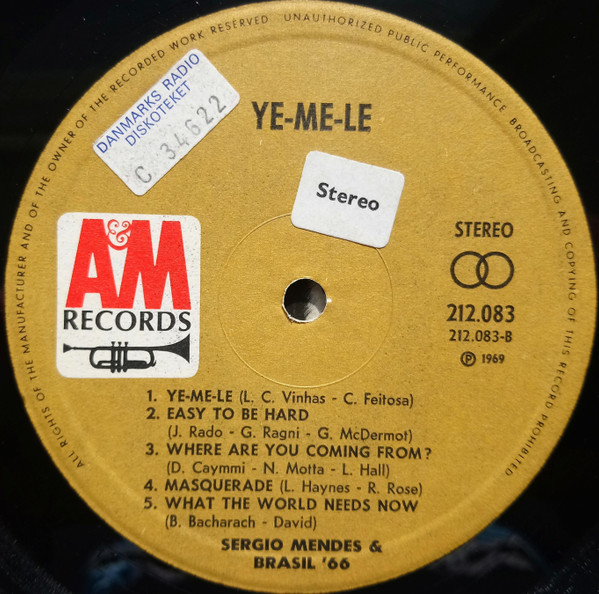 ALL RIGHTS OF THE MANUFACTURER AND OF THE OWNER OF THE RECORDED WORK RESERVED UNAUTHORIZED PUBLIC PERFORMANCE BROADCASTING AND COPYING OF THIS RECORD PROHIBITED
DANMARKS RADIO
DISKOTEKET
C 34622
YE-ME-LE
Stereo
A&M
RECORDS
STEREO
212.083
212.083-B
Ⓟ 1969
1. YE-ME-LE (L. C. Vinhas - C. Feitosa)
2. EASY TO BE HARD
(J. Rado - G. Ragni - G. McDermot)
3. WHERE ARE YOU COMING FROM?
(D. Caymmi - N. Motta - L. Hall)
4. MASQUERADE (L. Haynes - R. Rose)
5. WHAT THE WORLD NEEDS NOW
(B. Bacharach - David)
SERGIO MENDES &
BRASIL '66